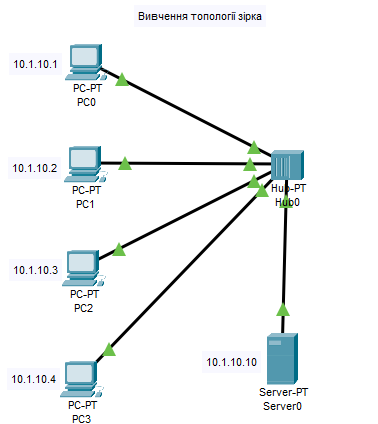 Вивчення топології зірка
10.1.10.1
PC-PT
PC0
10.1.10.2
PC-PT
PC1
Hub-PT
Hub0
10.1.10.3
PC-PT
PC2
10.1.10.4
PC-PT
PC3
10.1.10.10
Server-PT
Server0